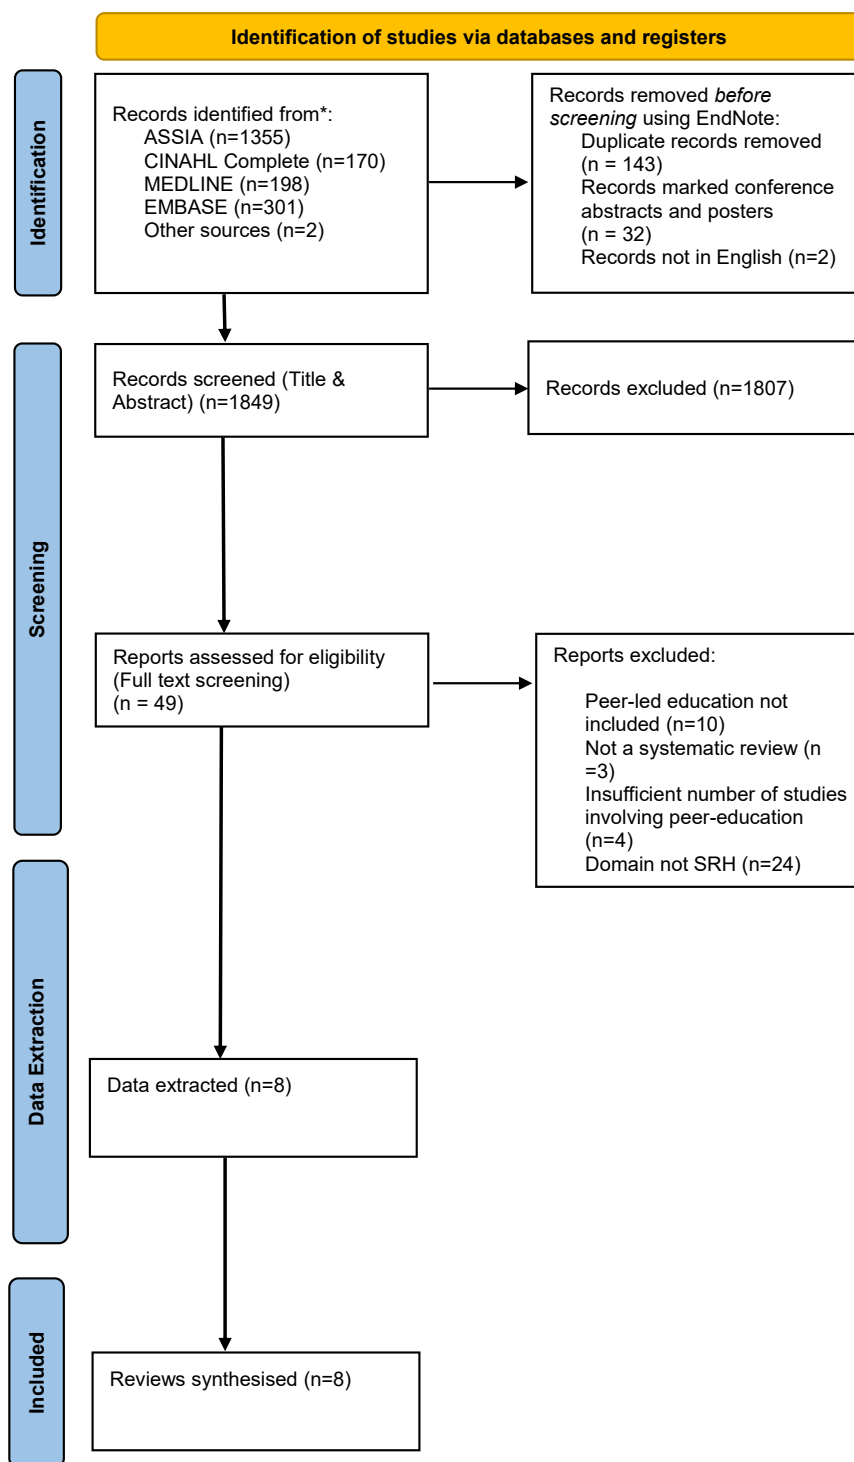 Identification of studies via databases and registers
Identification
Records identified from*:
ASSIA (n=1355)
CINAHL Complete (n=170)
MEDLINE (n=198)
EMBASE (n=301)
Other sources (n=2)
Records removed before
screening using EndNote:
Duplicate records removed
(n = 143)
Records marked conference
abstracts and posters
(n = 32)
Records not in English (n=2)
Screening
Records screened (Title &
Abstract) (n=1849)
Records excluded (n=1807)
Reports assessed for eligibility
(Full text screening)
(n = 49)
Reports excluded:
Peer-led education not
included (n=10)
Not a systematic review (n
=3)
Insufficient number of studies
involving peer-education
(n=4)
Domain not SRH (n=24)
Data Extraction
Data extracted (n=8)
Included
Reviews synthesised (n=8)